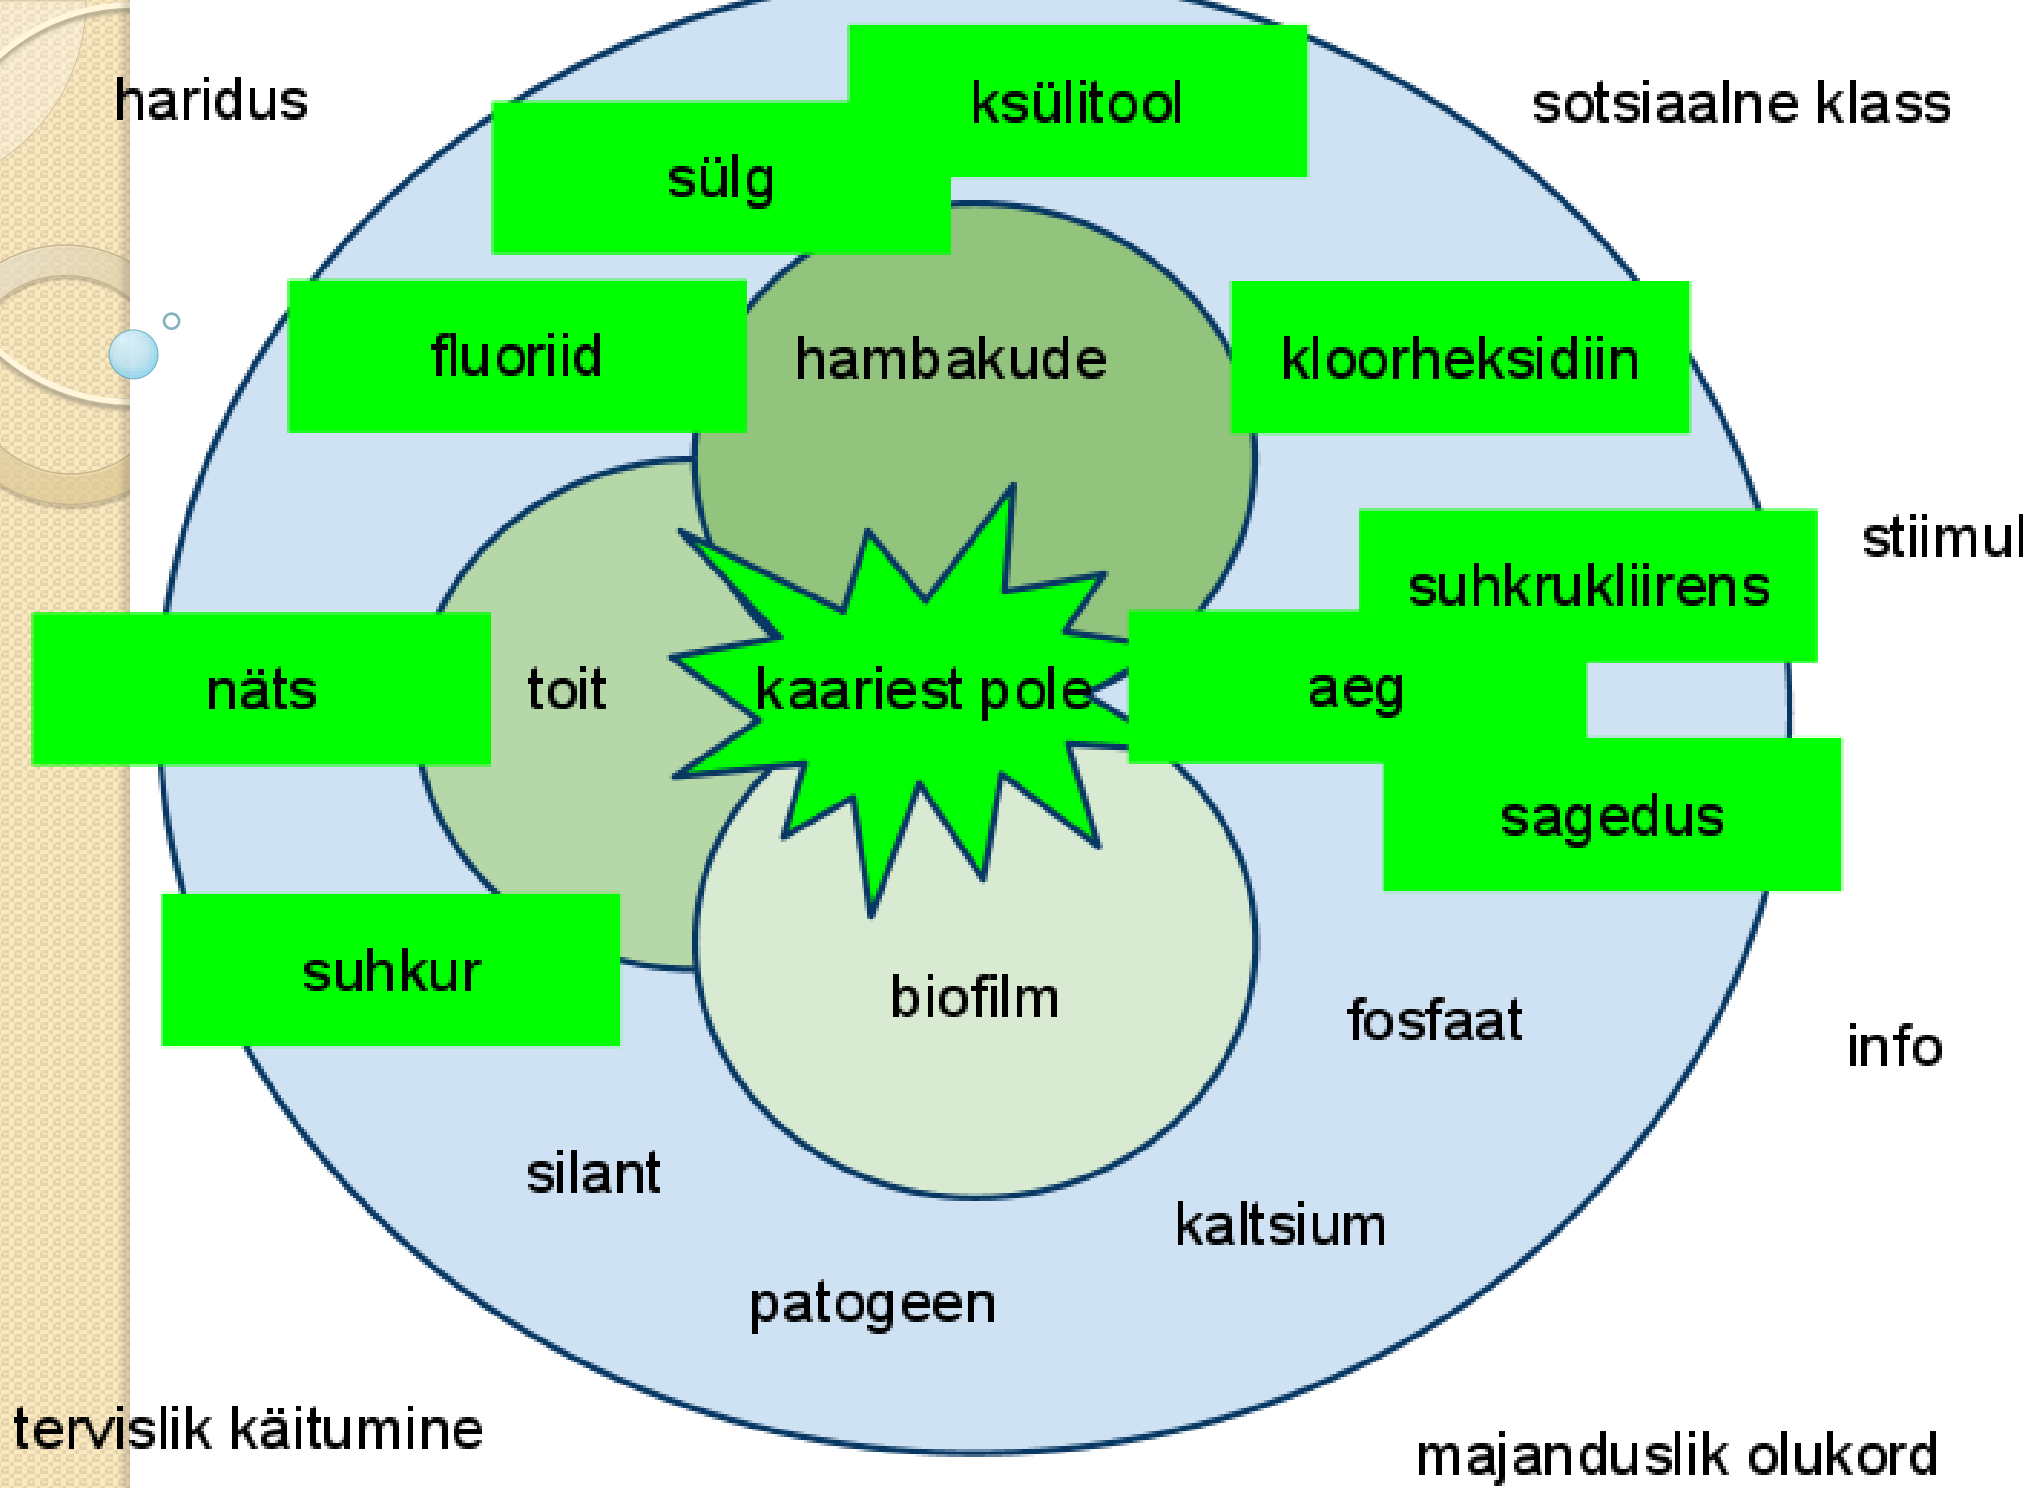 haridus
ksülitool
sotsiaalne klass
sülg
fluoriid
hambakude
kloorheksidiin
stiimul
suhkrukliirens
näts
toit
kaariest pole
aeg
sagedus
suhkur
biofilm
fosfaat
info
silant
kaltsium
patogeen
tervislik käitumine
majanduslik olukord